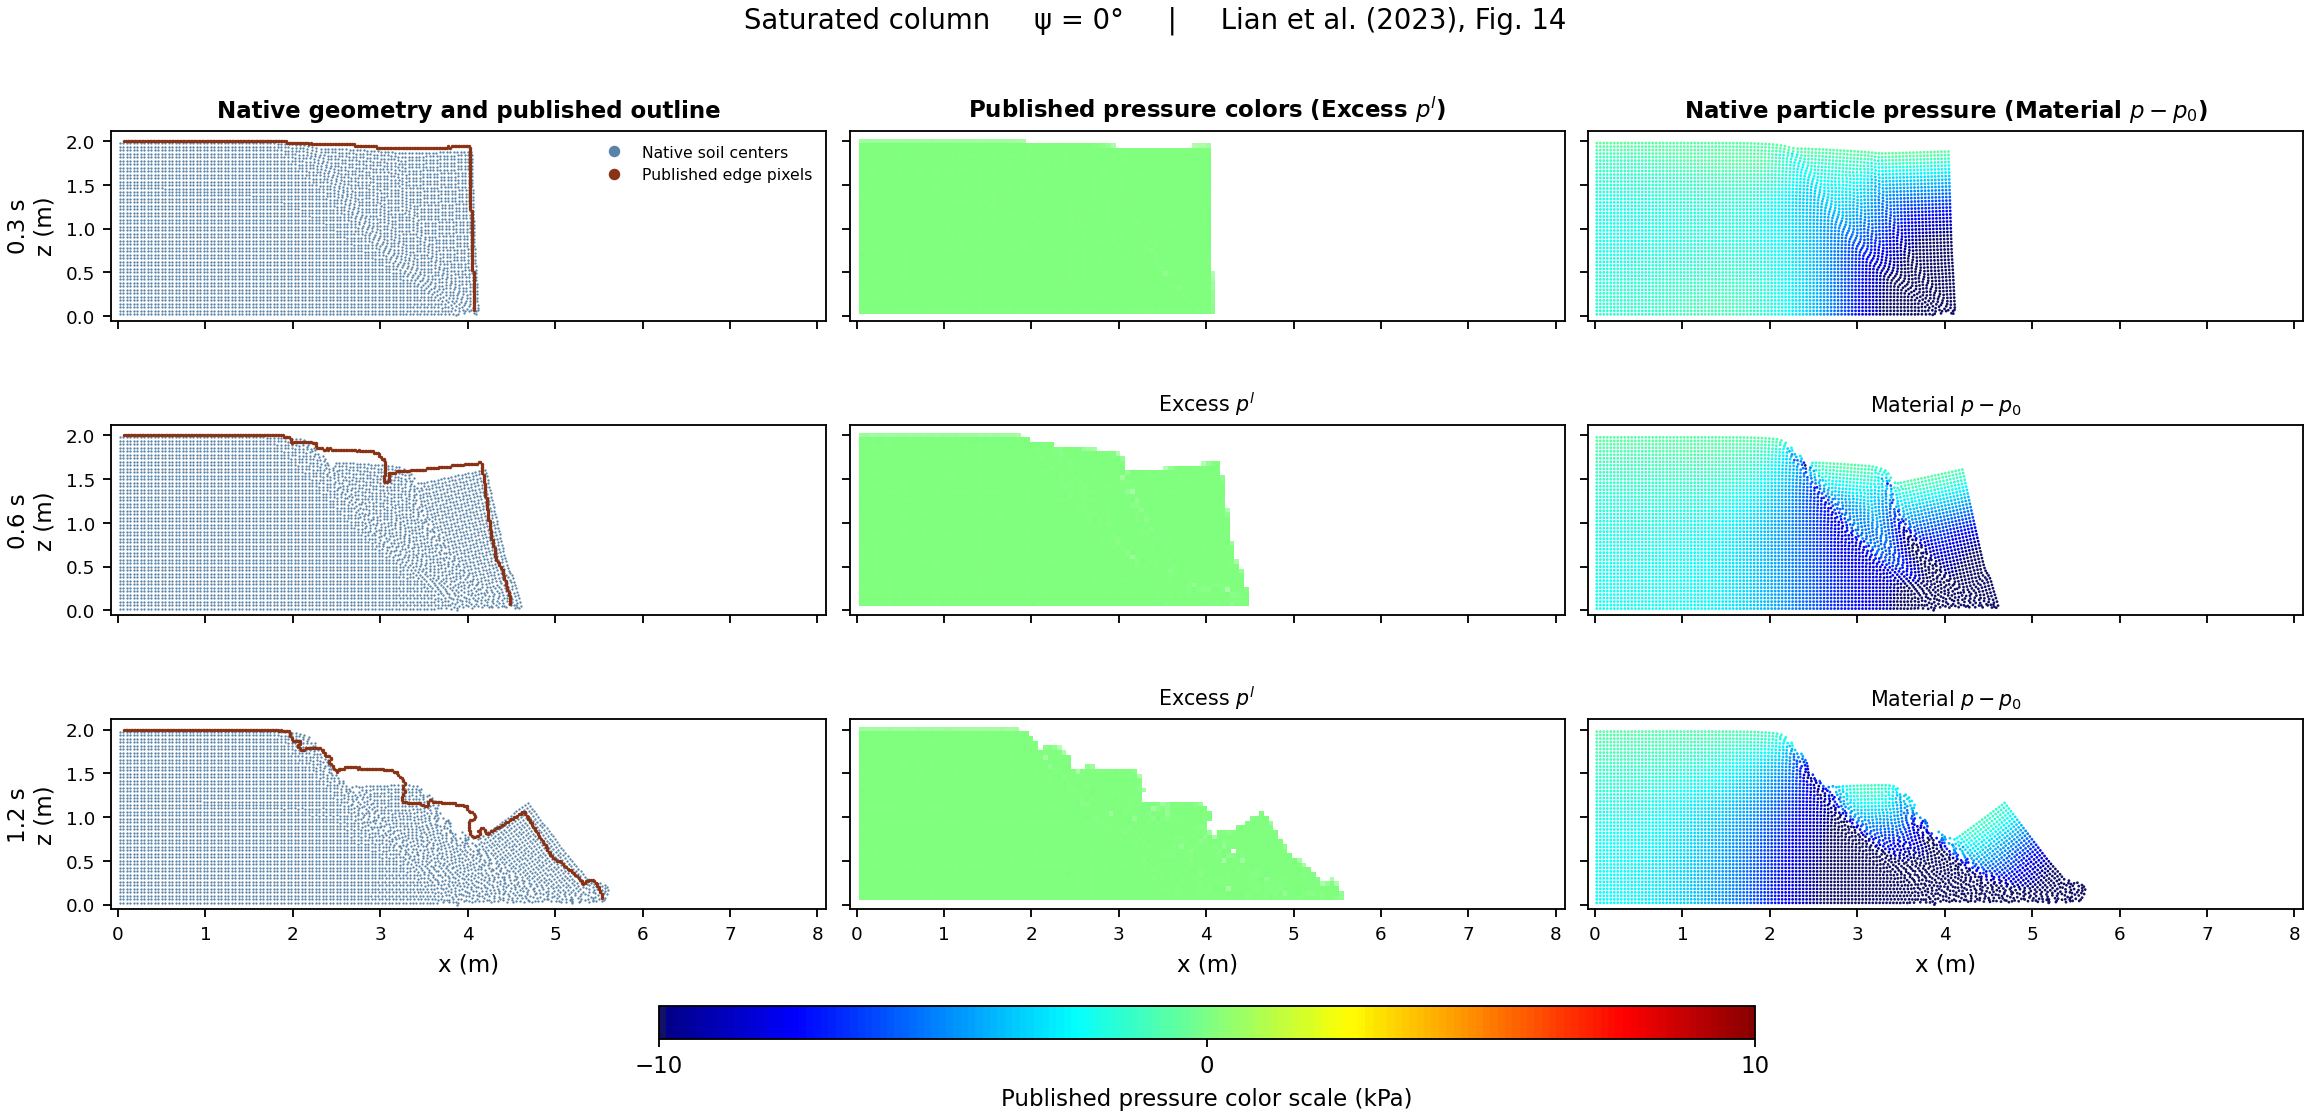 Saturated column ψ = 0° | Lian et al. (2023), Fig. 14
Native geometry and published outline
Published pressure colors (Excess p^l)
Native particle pressure (Material p − p₀)
0.3 s
z (m)
2.0
1.5
1.0
0.5
0.0
Native soil centers
Published edge pixels
Excess p^l
Material p − p₀
0.6 s
z (m)
2.0
1.5
1.0
0.5
0.0
Excess p^l
Material p − p₀
1.2 s
z (m)
2.0
1.5
1.0
0.5
0.0
0 1 2 3 4 5 6 7 8
0 1 2 3 4 5 6 7 8
0 1 2 3 4 5 6 7 8
x (m)
x (m)
x (m)
−10 0 10
Published pressure color scale (kPa)